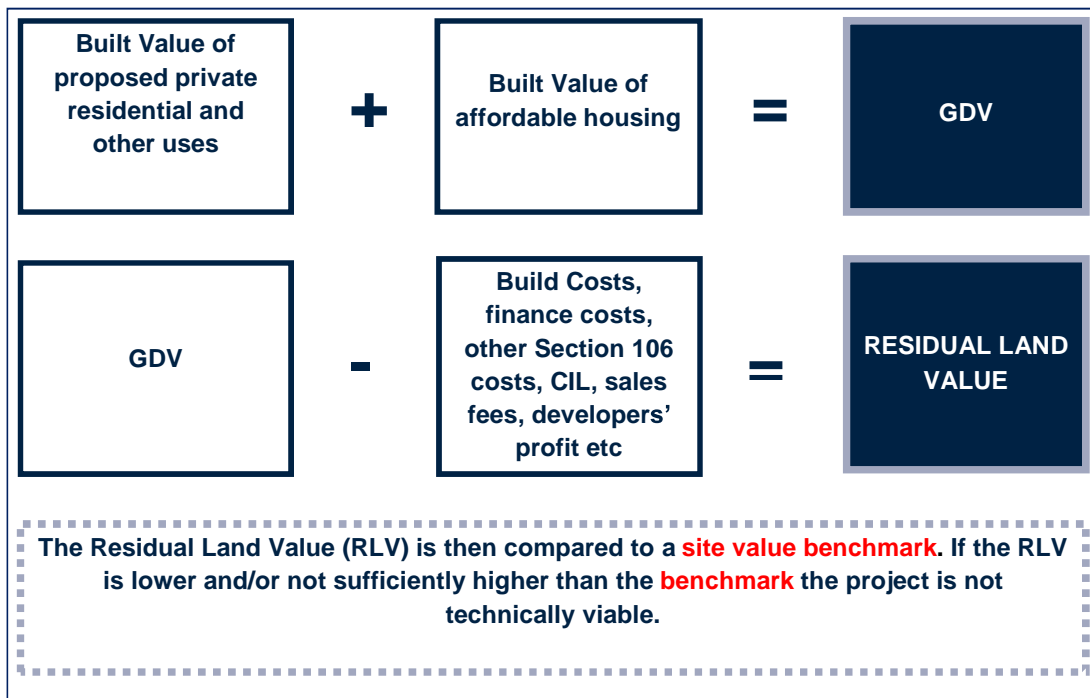 Built Value of
proposed private
residential and
other uses
+
Built Value of
affordable housing
=
GDV
GDV
-
Build Costs,
finance costs,
other Section 106
costs, CIL, sales
fees, developers’
profit etc
=
RESIDUAL LAND
VALUE
The Residual Land Value (RLV) is then compared to a site value benchmark. If the RLV
is lower and/or not sufficiently higher than the benchmark the project is not
technically viable.